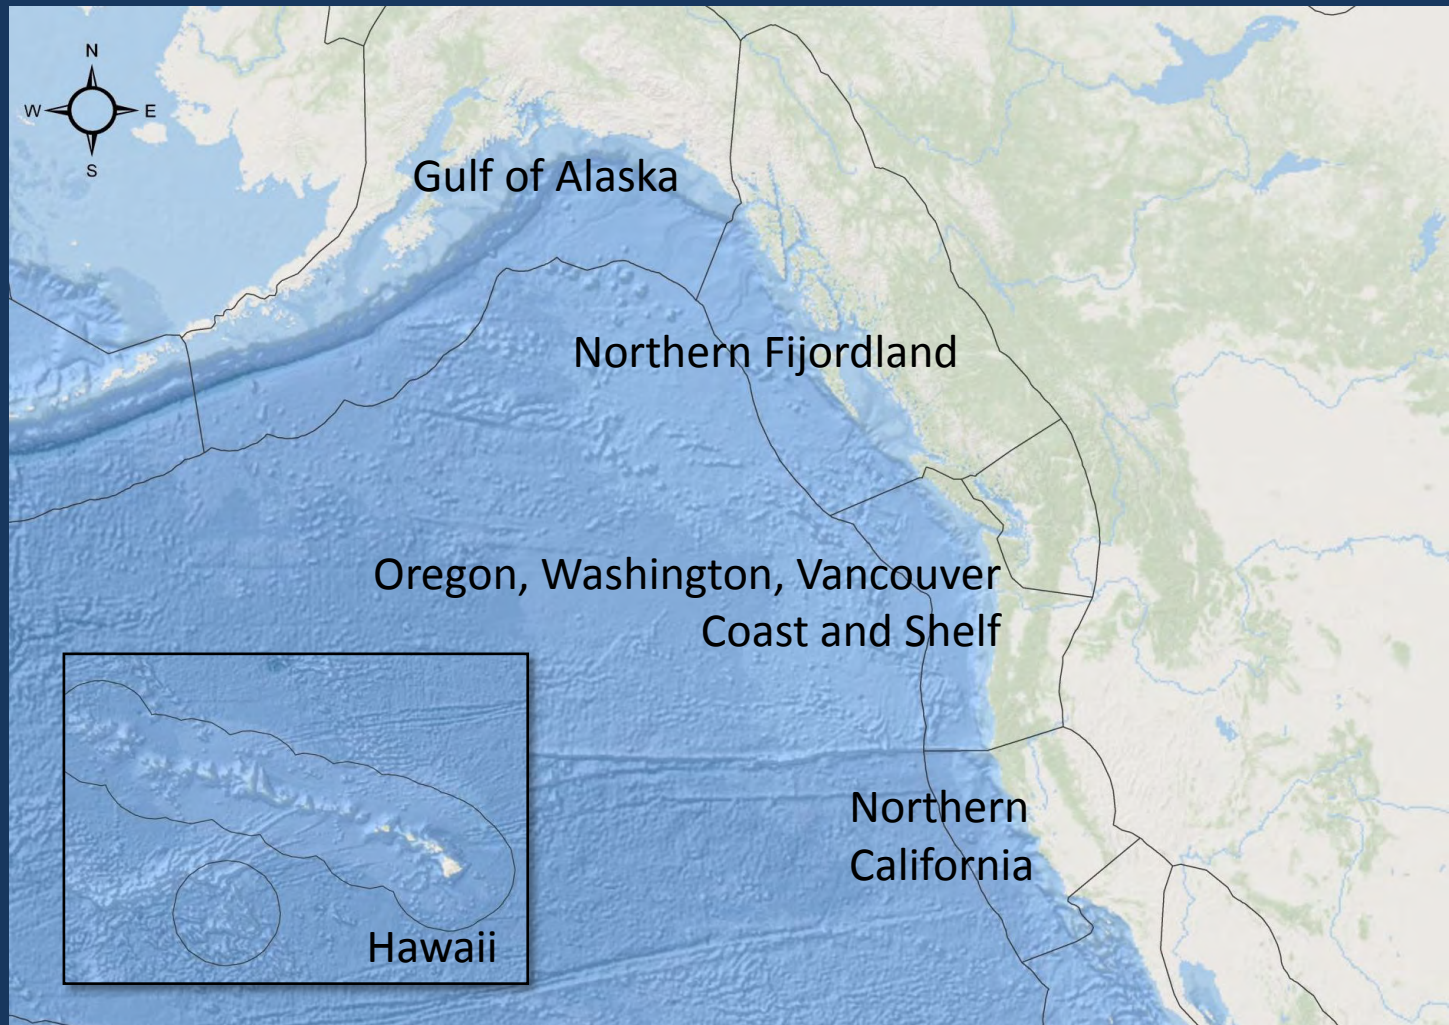 N
W
E
S
Gulf of Alaska
Northern Fijordland
Oregon, Washington, Vancouver
Coast and Shelf
Northern
California
Hawaii